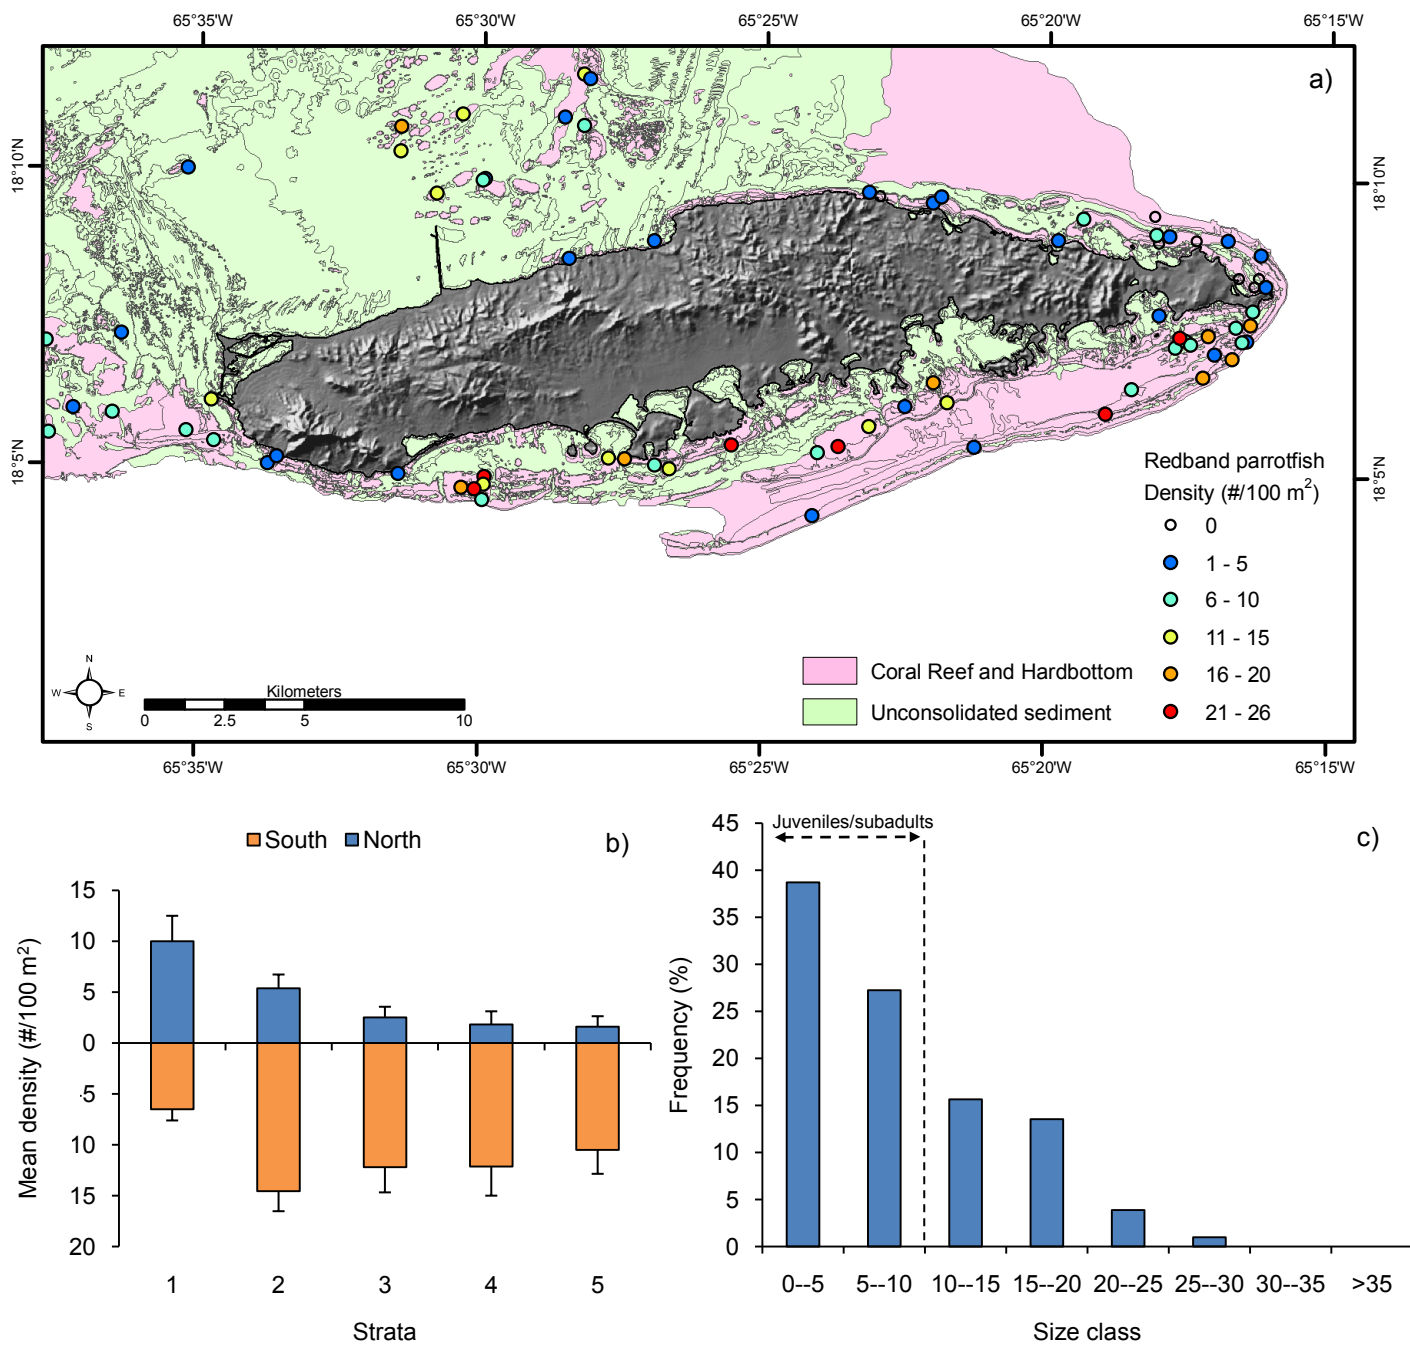 65°35'W 65°30'W 65°25'W 65°20'W 65°15'W
a)
18°10'N 18°10'N
18°5'N 18°5'N
Redband parrotfish
Density (#/100 m²)
0
1 - 5
6 - 10
11 - 15
16 - 20
21 - 26
Coral Reef and Hardbottom
Unconsolidated sediment
N
W E
S
Kilometers
0 2.5 5 10
65°35'W 65°30'W 65°25'W 65°20'W 65°15'W
South North
b)
Mean density (#/100 m²)
15
10
5
0
5
10
15
20
1 2 3 4 5
Strata
Juveniles/subadults
c)
Frequency (%)
45
40
35
30
25
20
15
10
5
0
0--5 5--10 10--15 15--20 20--25 25--30 30--35 >35
Size class